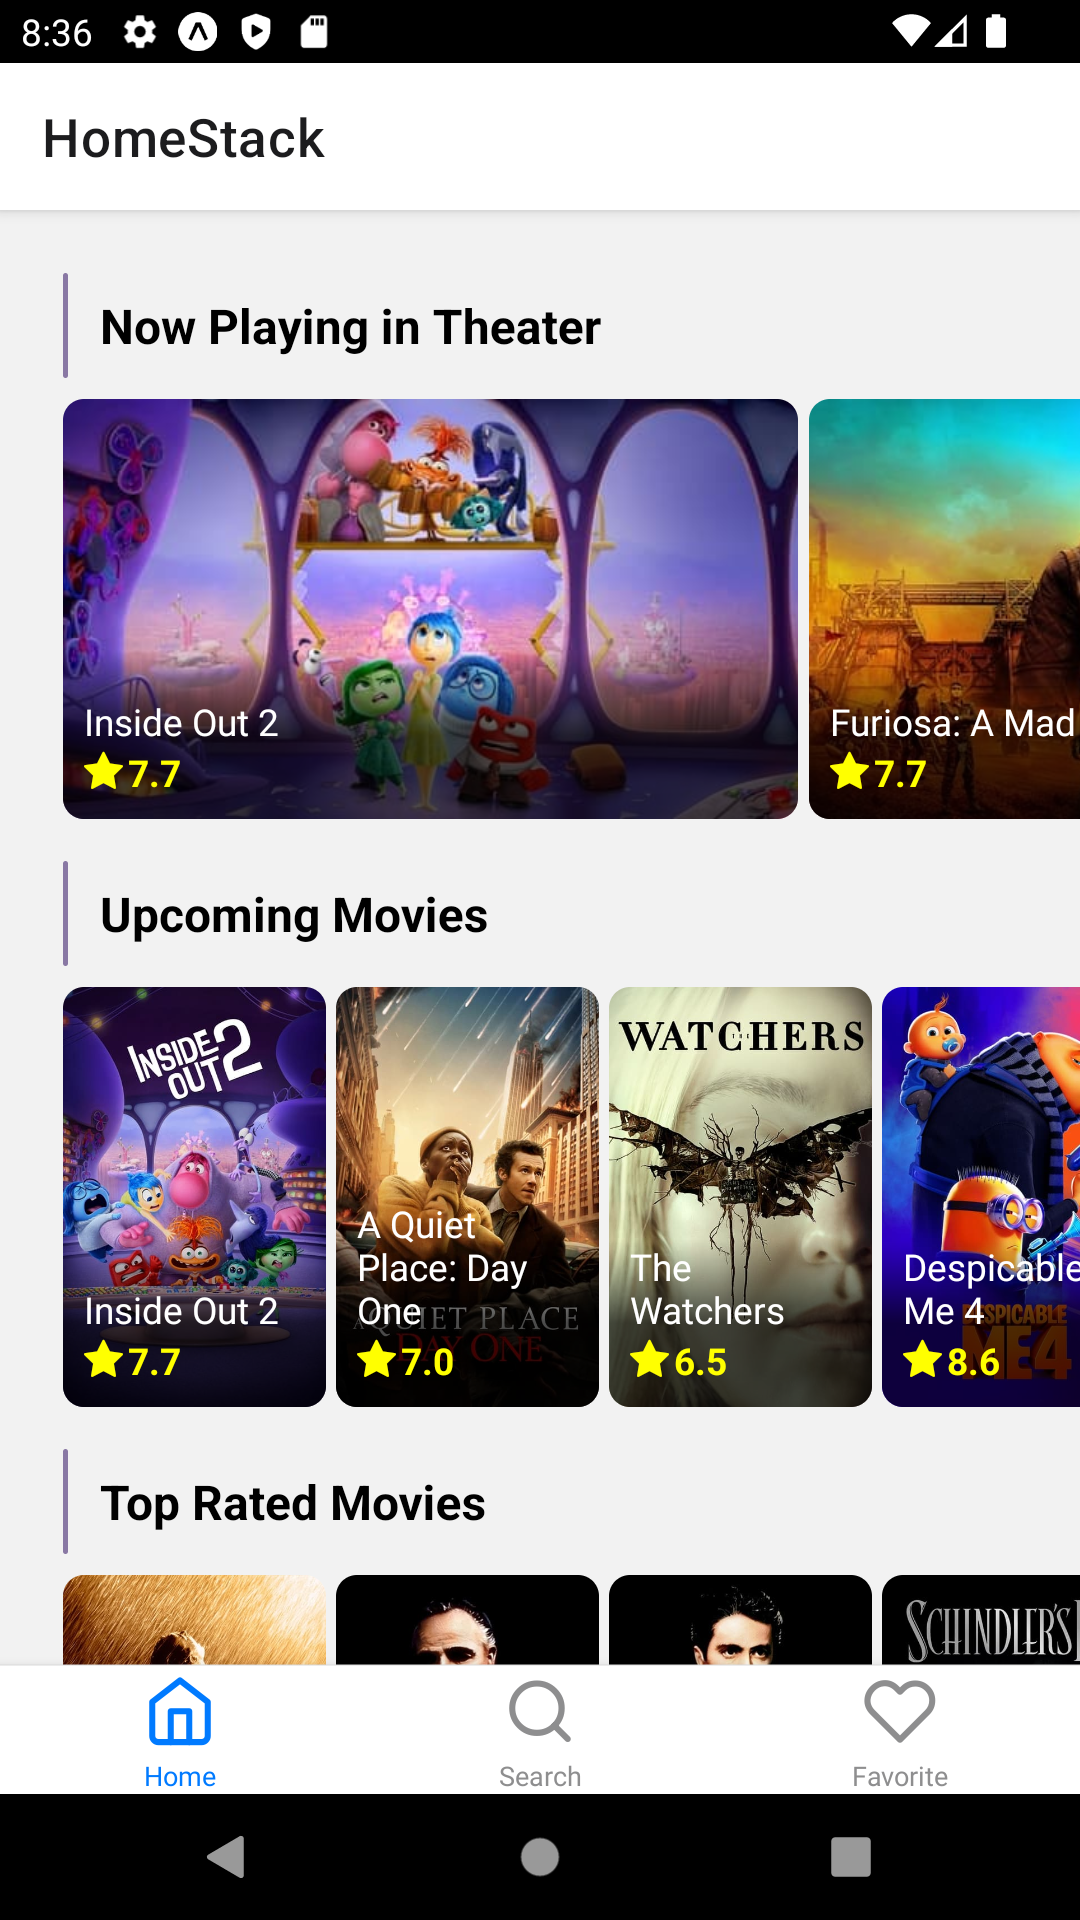 8:36
HomeStack
Now Playing in Theater
Inside Out 2
7.7
Furiosa: A Mad
7.7
Upcoming Movies
INSIDE OUT 2
Inside Out 2
7.7
A Quiet
Place: Day
One
A QUIET PLACE
DAY ONE
7.0
WATCHERS
The
Watchers
6.5
Despicable
Me 4
DESPICABLE
ME4
8.6
Top Rated Movies
SCHINDLER'S
Home
Search
Favorite